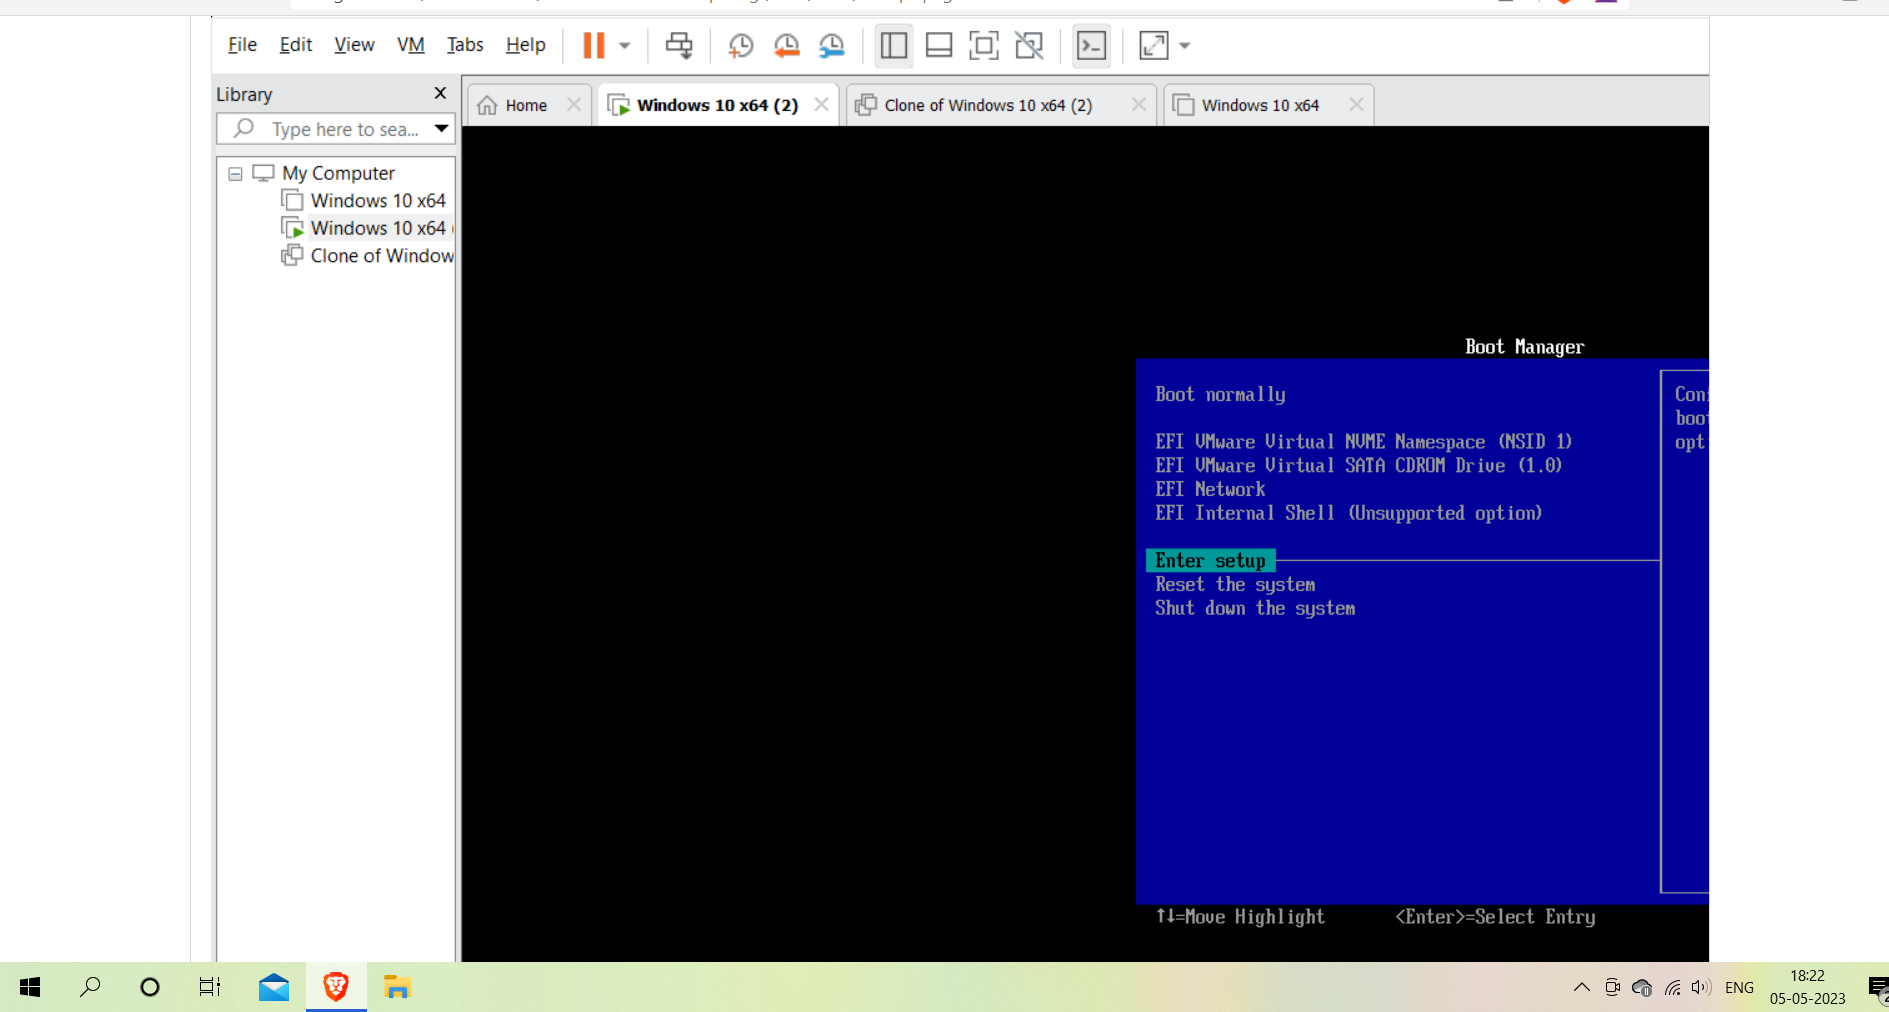 File Edit View VM Tabs Help
Library
Type here to sea...
Home
Windows 10 x64 (2)
Clone of Windows 10 x64 (2)
Windows 10 x64
My Computer
Windows 10 x64
Windows 10 x64
Clone of Window
Boot Manager
Boot normally
EFI VMware Virtual NVME Namespace (NSID 1)
EFI VMware Virtual SATA CDROM Drive (1.0)
EFI Network
EFI Internal Shell (Unsupported option)
Enter setup
Reset the system
Shut down the system
Con
boo
opt
↑↓=Move Highlight
<Enter>=Select Entry
ENG
18:22
05-05-2023